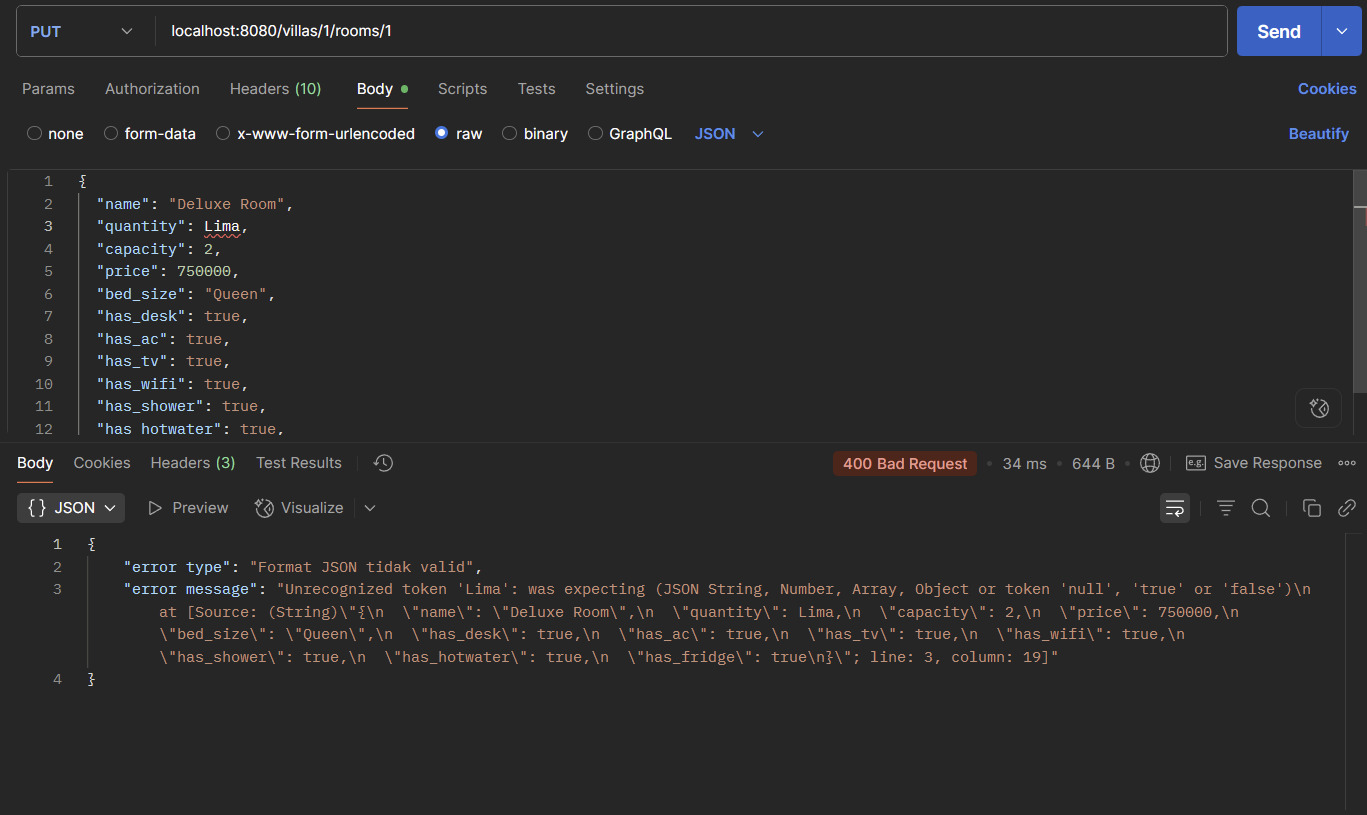 PUT localhost:8080/villas/1/rooms/1 Send
Params Authorization Headers (10) Body Scripts Tests Settings Cookies
none form-data x-www-form-urlencoded raw binary GraphQL JSON Beautify
1 {
2 "name": "Deluxe Room",
3 "quantity": Lima,
4 "capacity": 2,
5 "price": 750000,
6 "bed_size": "Queen",
7 "has_desk": true,
8 "has_ac": true,
9 "has_tv": true,
10 "has_wifi": true,
11 "has_shower": true,
12 "has_hotwater": true,
Body Cookies Headers (3) Test Results 400 Bad Request 34 ms 644 B e.g. Save Response
{} JSON Preview Visualize
1 {
2 "error type": "Format JSON tidak valid",
3 "error message": "Unrecognized token 'Lima': was expecting (JSON String, Number, Array, Object or token 'null', 'true' or 'false')\n
at [Source: (String)\"{\n  \"name\": \"Deluxe Room\",\n  \"quantity\": Lima,\n  \"capacity\": 2,\n  \"price\": 750000,\n
\"bed_size\": \"Queen\",\n  \"has_desk\": true,\n  \"has_ac\": true,\n  \"has_tv\": true,\n  \"has_wifi\": true,\n
\"has_shower\": true,\n  \"has_hotwater\": true,\n  \"has_fridge\": true\n}\"; line: 3, column: 19]"
4 }